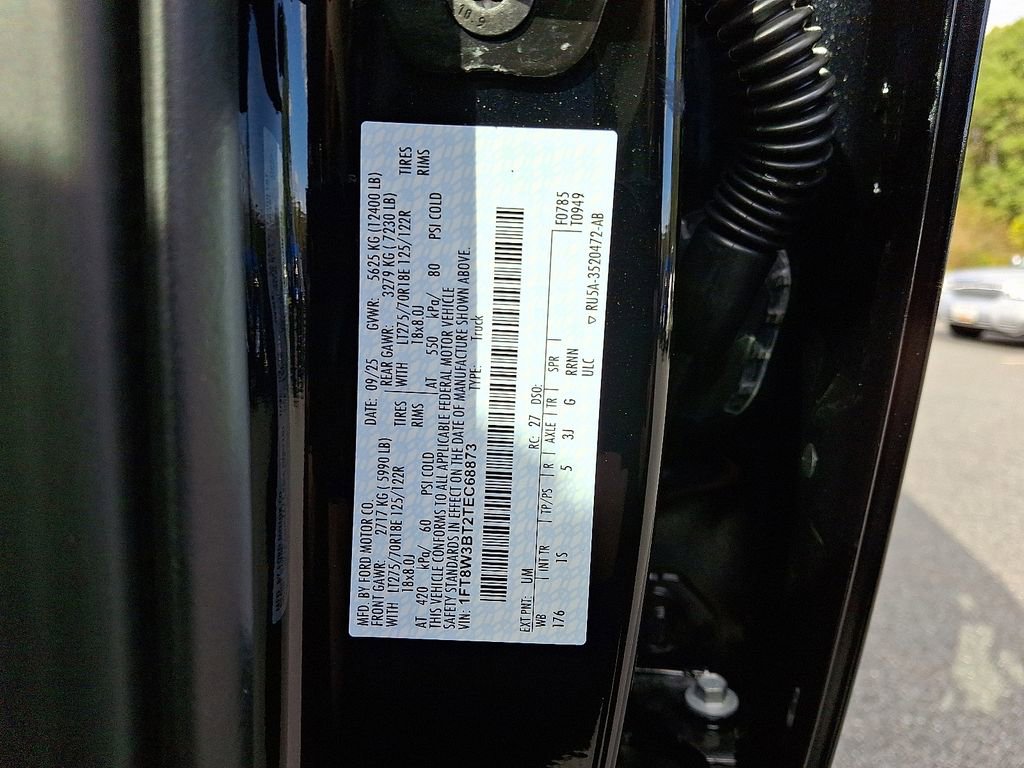 MFD. BY FORD MOTOR CO.
DATE: 09/25 GVWR: 5625 KG (12400 LB)
FRONT GAWR: 2717 KG ( 5990 LB)
REAR GAWR: 3279 KG ( 7230 LB)
WITH LT275/70R18E 125/122R TIRES
WITH LT275/70R18E 125/122R TIRES
18x8.0J RIMS
18x8.0J RIMS
AT 420 kPa/ 60 PSI COLD
AT 550 kPa/ 80 PSI COLD
THIS VEHICLE CONFORMS TO ALL APPLICABLE FEDERAL MOTOR VEHICLE
SAFETY STANDARDS IN EFFECT ON THE DATE OF MANUFACTURE SHOWN ABOVE.
VIN: 1FT8W3BT2TEC68873 TYPE: Truck
EXT PNT: UM RC: 27 DSO:
WB INTR TP/PS R AXLE TR SPR
F0785
T0949
176 1S 5 3J G RRNN
ULC
▽ RU5A-3520472-AB
18 9